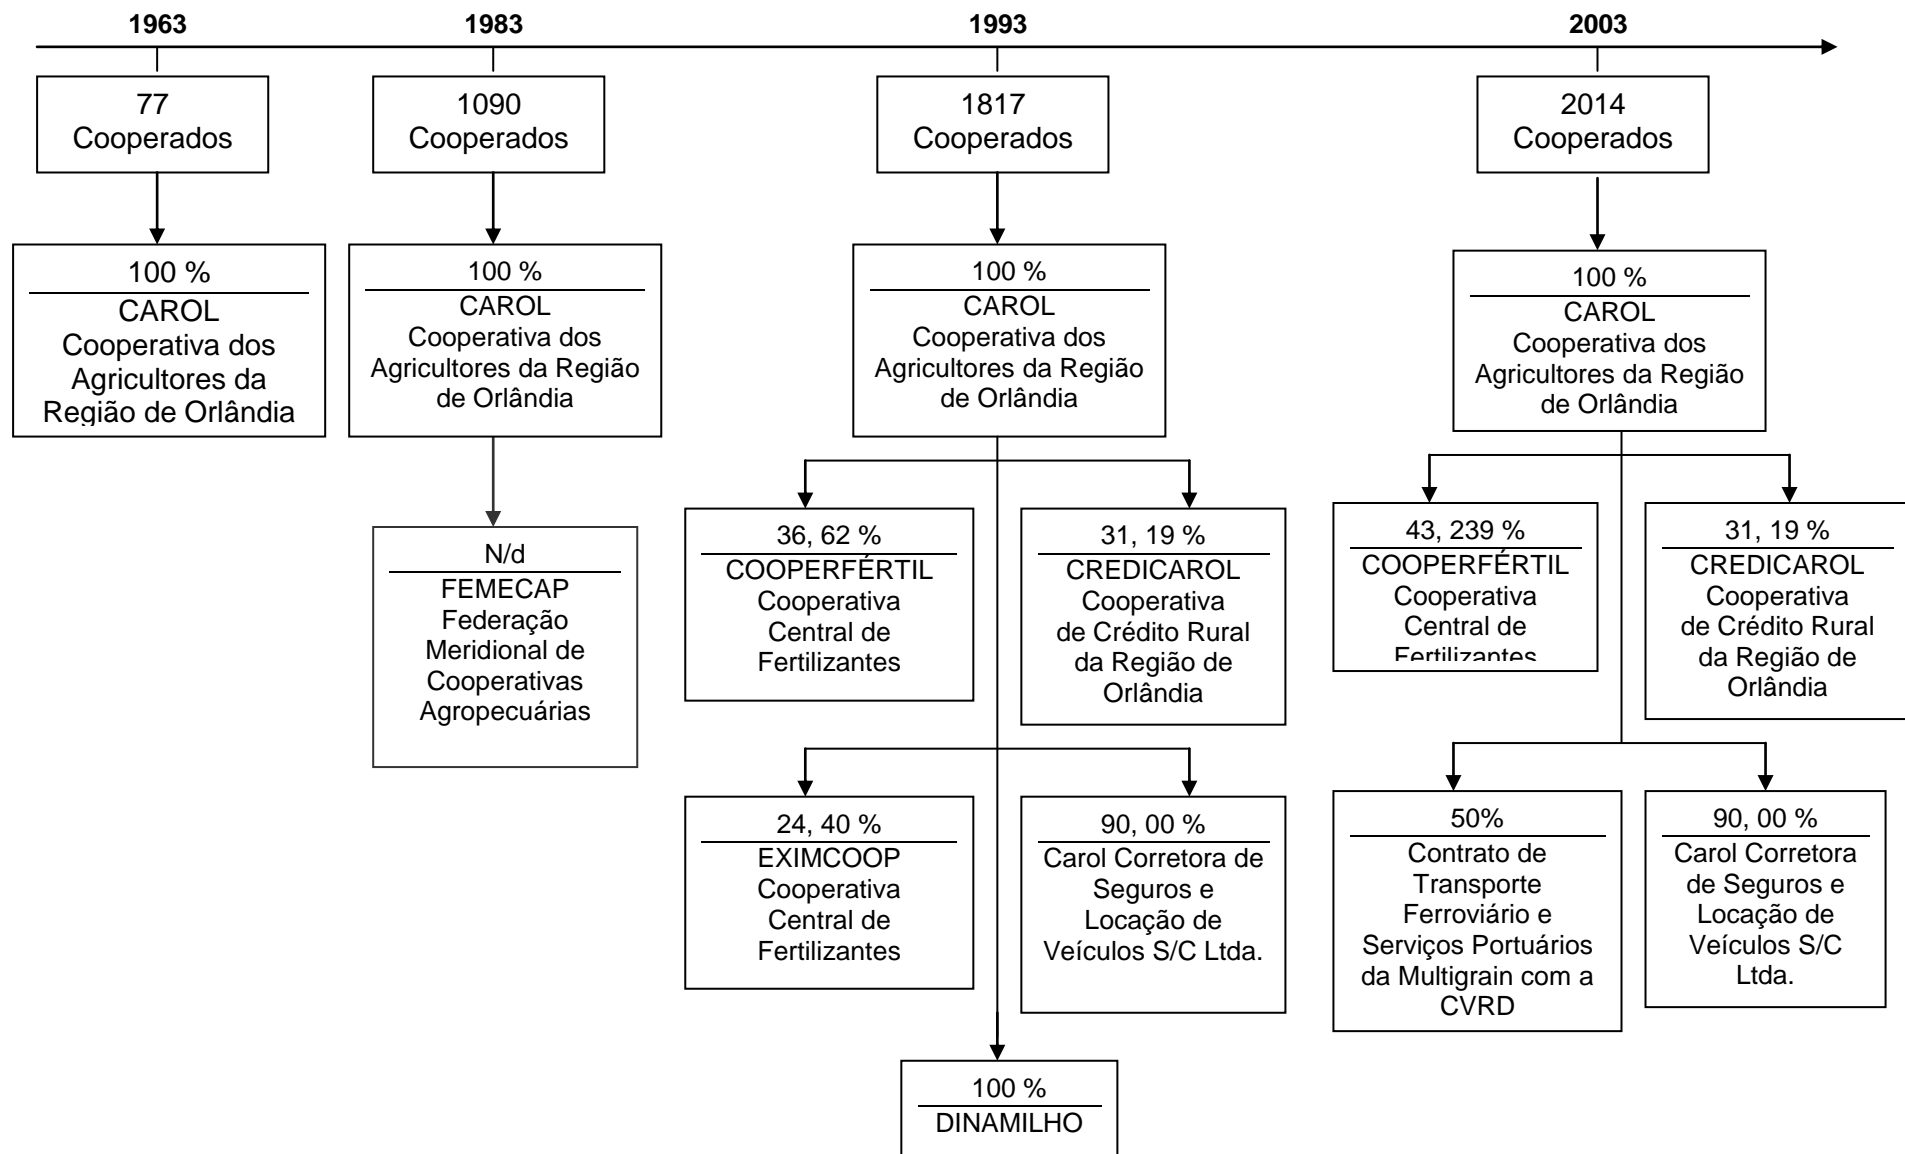 1963
1983
1993
2003
77
Cooperados
1090
Cooperados
1817
Cooperados
2014
Cooperados
100 %
CAROL
Cooperativa dos
Agricultores da
Região de Orlândia
100 %
CAROL
Cooperativa dos
Agricultores da Região
de Orlândia
100 %
CAROL
Cooperativa dos
Agricultores da Região
de Orlândia
100 %
CAROL
Cooperativa dos
Agricultores da Região
de Orlândia
N/d
FEMECAP
Federação
Meridional de
Cooperativas
Agropecuárias
36, 62 %
COOPERFÉRTIL
Cooperativa
Central de
Fertilizantes
31, 19 %
CREDICAROL
Cooperativa
de Crédito Rural
da Região de
Orlândia
43, 239 %
COOPERFÉRTIL
Cooperativa
Central de
Fertilizantes
31, 19 %
CREDICAROL
Cooperativa
de Crédito Rural
da Região de
Orlândia
24, 40 %
EXIMCOOP
Cooperativa
Central de
Fertilizantes
90, 00 %
Carol Corretora de
Seguros e
Locação de
Veículos S/C Ltda.
50%
Contrato de
Transporte
Ferroviário e
Serviços Portuários
da Multigrain com a
CVRD
90, 00 %
Carol Corretora
de Seguros e
Locação de
Veículos S/C
Ltda.
100 %
DINAMILHO